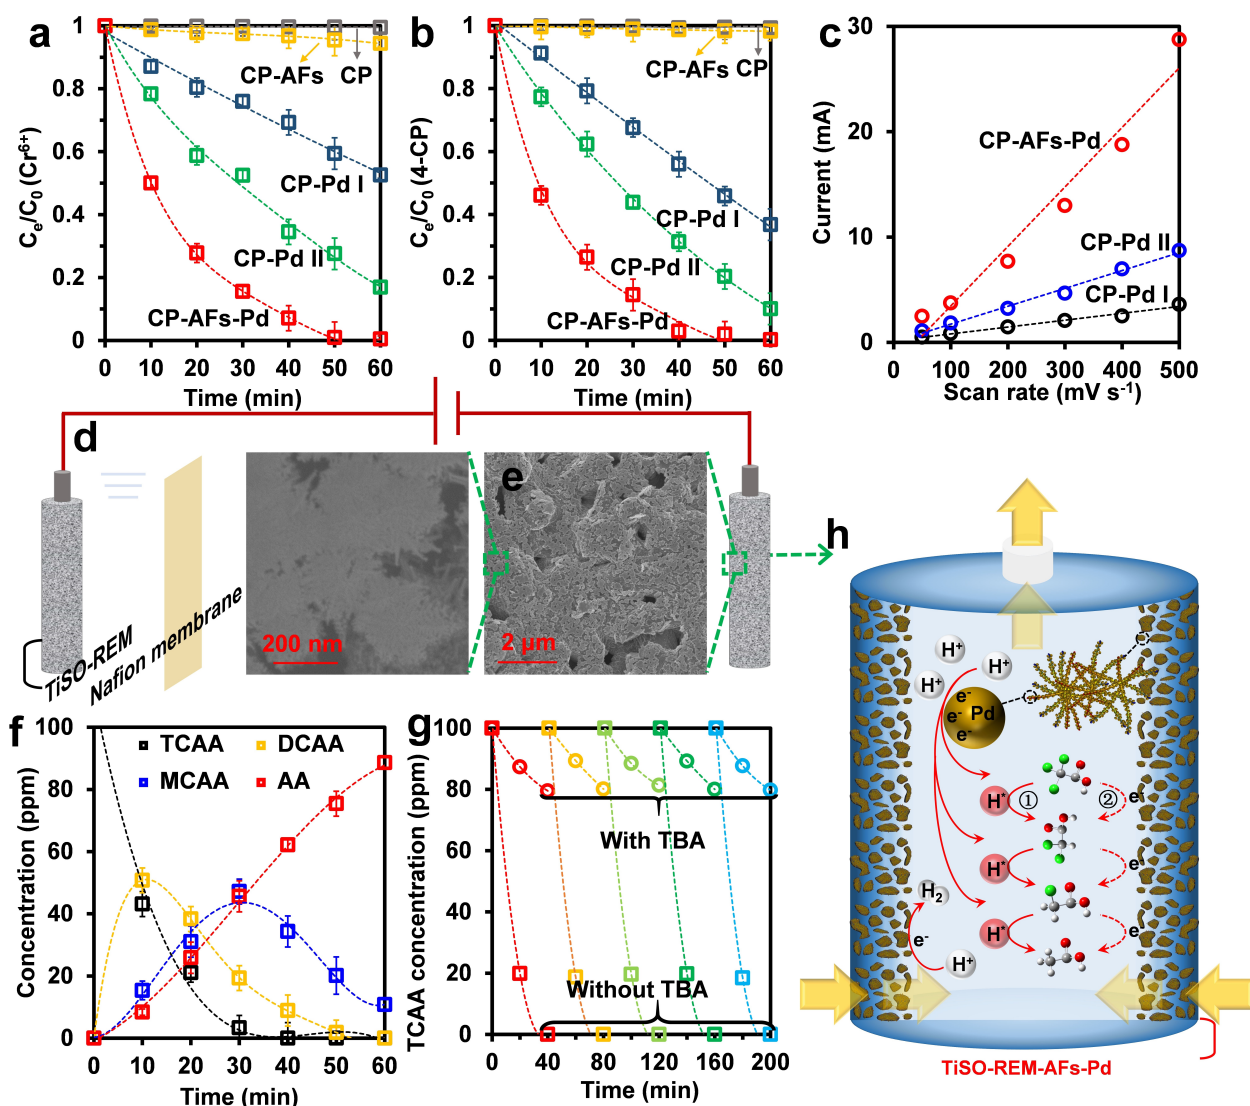 a
1
0.8
0.6
0.4
0.2
0
Ce/C0 (Cr6+)
CP-AFs
CP
CP-Pd I
CP-Pd II
CP-AFs-Pd
10 20 30 40 50 60
Time (min)
b
1
0.8
0.6
0.4
0.2
0
Ce/C0 (4-CP)
CP-AFs CP
CP-Pd I
CP-Pd II
CP-AFs-Pd
10 20 30 40 50 60
Time (min)
c
30
20
10
0
Current (mA)
CP-AFs-Pd
CP-Pd II
CP-Pd I
0 100 200 300 400 500
Scan rate (mV s-1)
d
TiSO-REM
Nafion membrane
200 nm
e
2 μm
f
100
80
60
40
20
0
Concentration (ppm)
TCAA
DCAA
MCAA
AA
0 10 20 30 40 50 60
Time (min)
g
100
80
60
40
20
0
TCAA concentration (ppm)
With TBA
Without TBA
0 40 80 120 160 200
Time (min)
h
H+
H+
H+
e-
e- Pd
e-
H* ① ② e-
H* e-
H2
H* e-
e-
H+
TiSO-REM-AFs-Pd